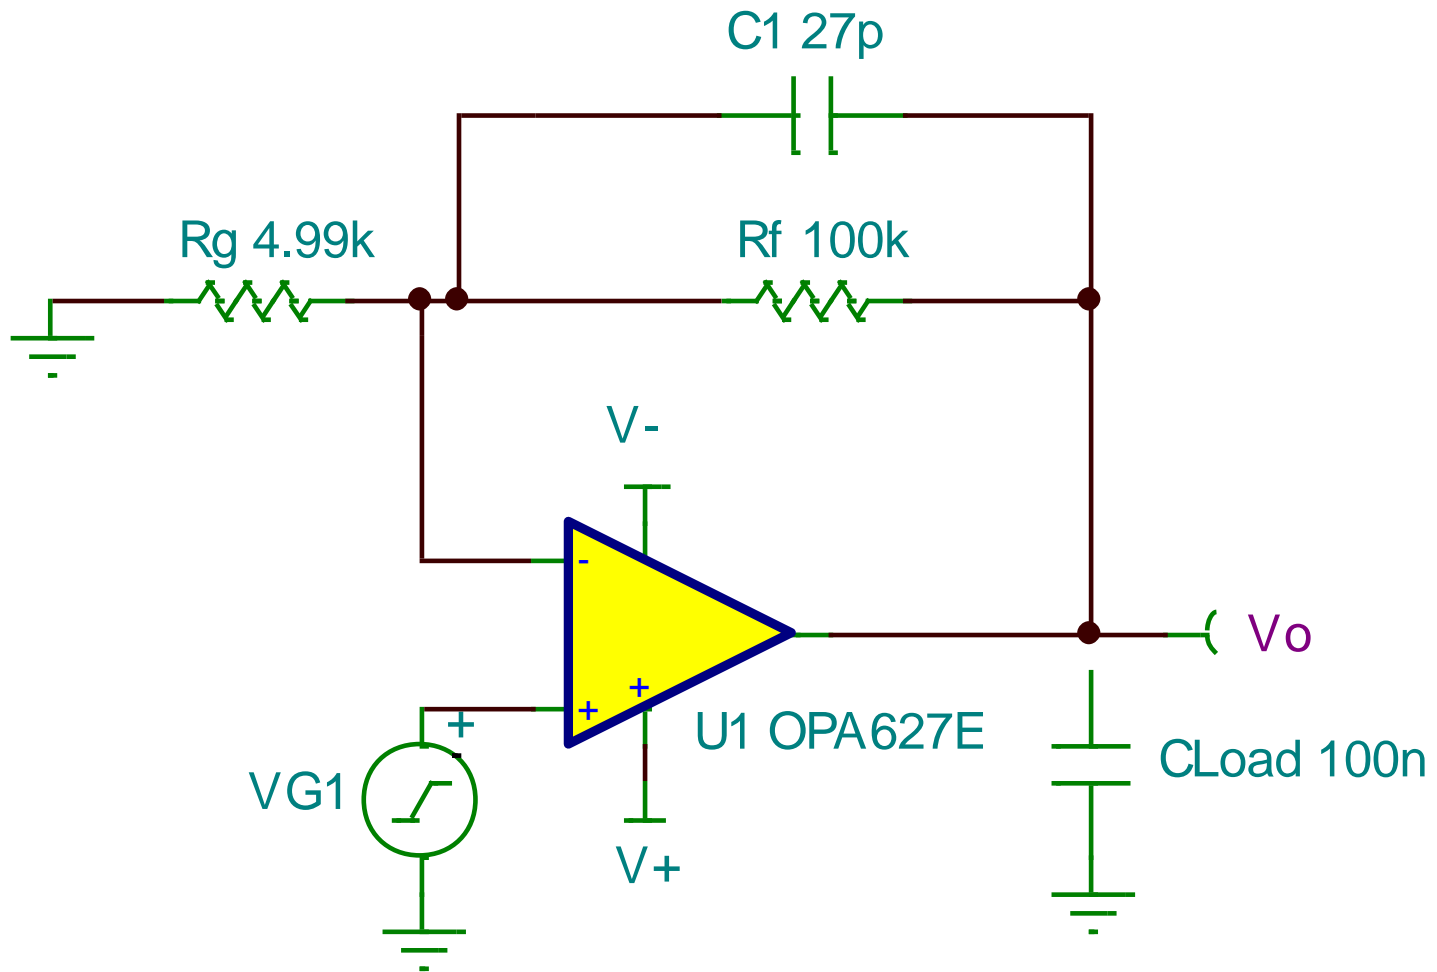 C1 27p
Rg 4.99k
Rf 100k
V-
-
+
+
+
Vo
U1 OPA627E
CLoad 100n
VG1
V+